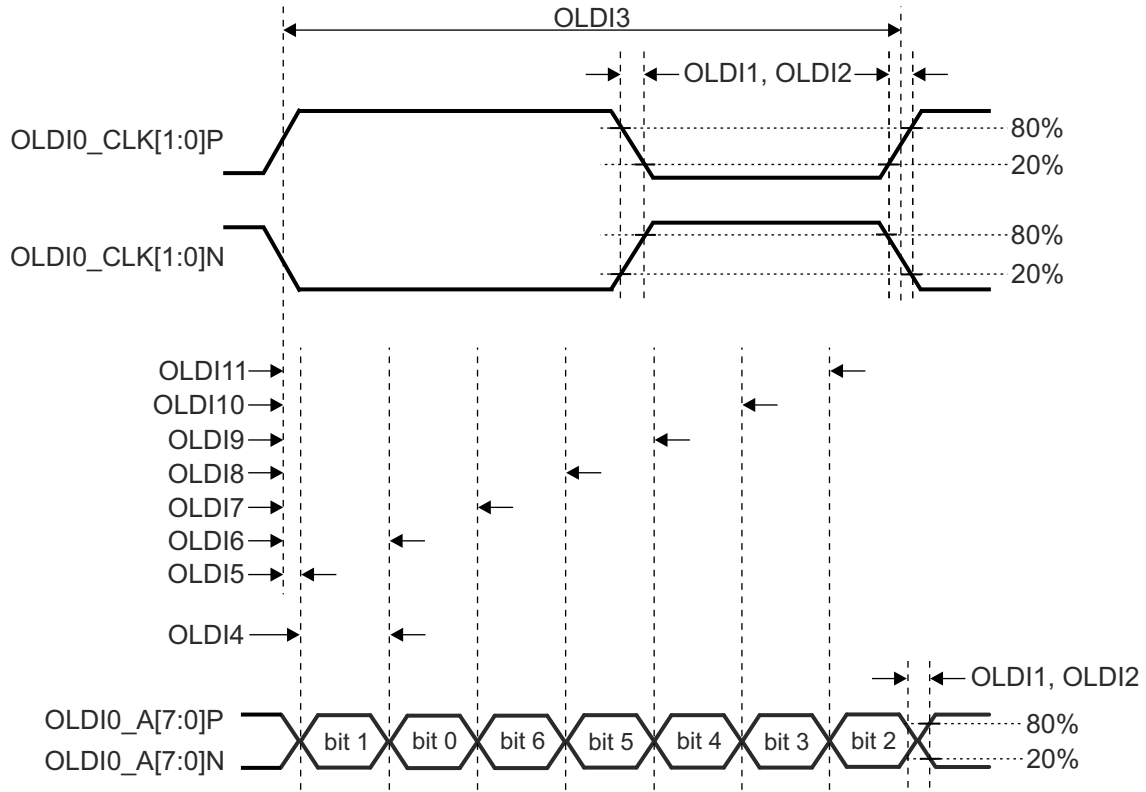 OLDI3
OLDI1, OLDI2
OLDI0_CLK[1:0]P
80%
20%
OLDI0_CLK[1:0]N
80%
20%
OLDI11
OLDI10
OLDI9
OLDI8
OLDI7
OLDI6
OLDI5
OLDI4
OLDI1, OLDI2
OLDI0_A[7:0]P
80%
bit 1 bit 0 bit 6 bit 5 bit 4 bit 3 bit 2
OLDI0_A[7:0]N
20%